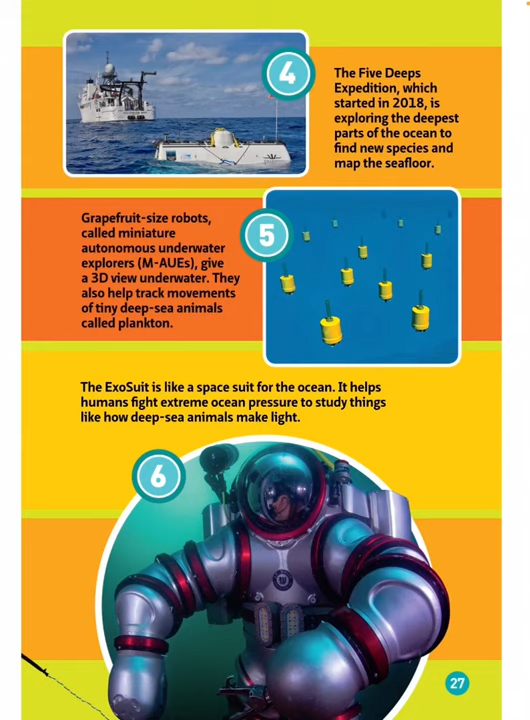 4
The Five Deeps
Expedition, which
started in 2018, is
exploring the deepest
parts of the ocean to
find new species and
map the seafloor.
Grapefruit-size robots,
called miniature
autonomous underwater
explorers (M-AUEs), give
a 3D view underwater. They
also help track movements
of tiny deep-sea animals
called plankton.
5
The ExoSuit is like a space suit for the ocean. It helps
humans fight extreme ocean pressure to study things
like how deep-sea animals make light.
6
27